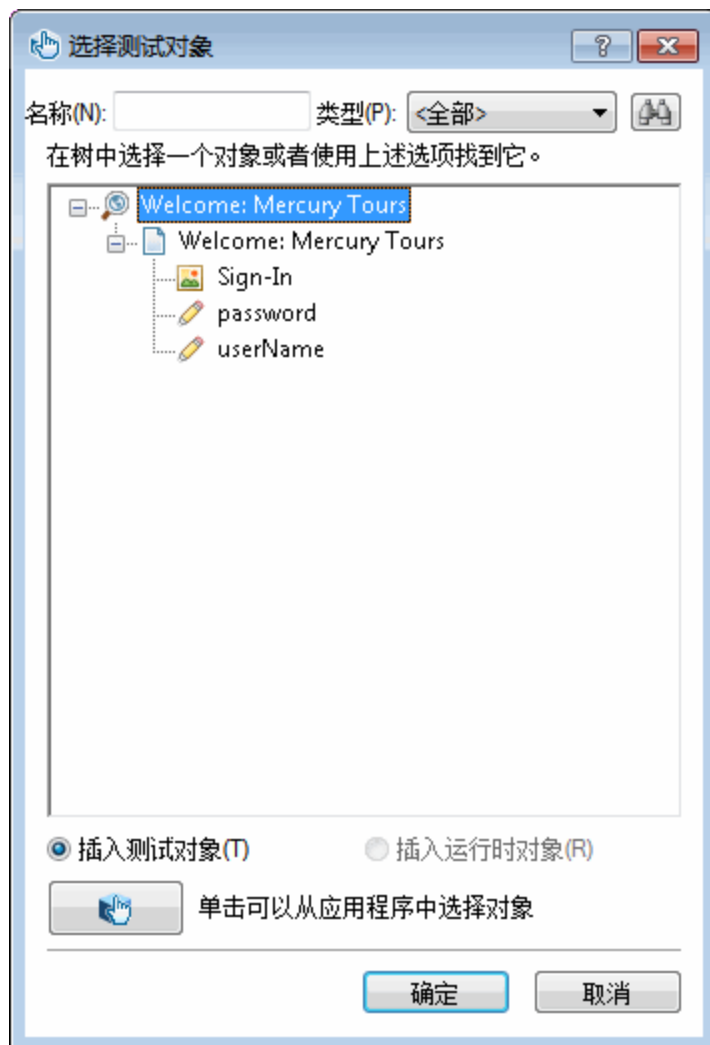 选择测试对象
名称(N): 类型(P): <全部>
在树中选择一个对象或者使用上述选项找到它。
Welcome: Mercury Tours
Welcome: Mercury Tours
Sign-In
password
userName
插入测试对象(T) 插入运行时对象(R)
单击可以从应用程序中选择对象
确定 取消